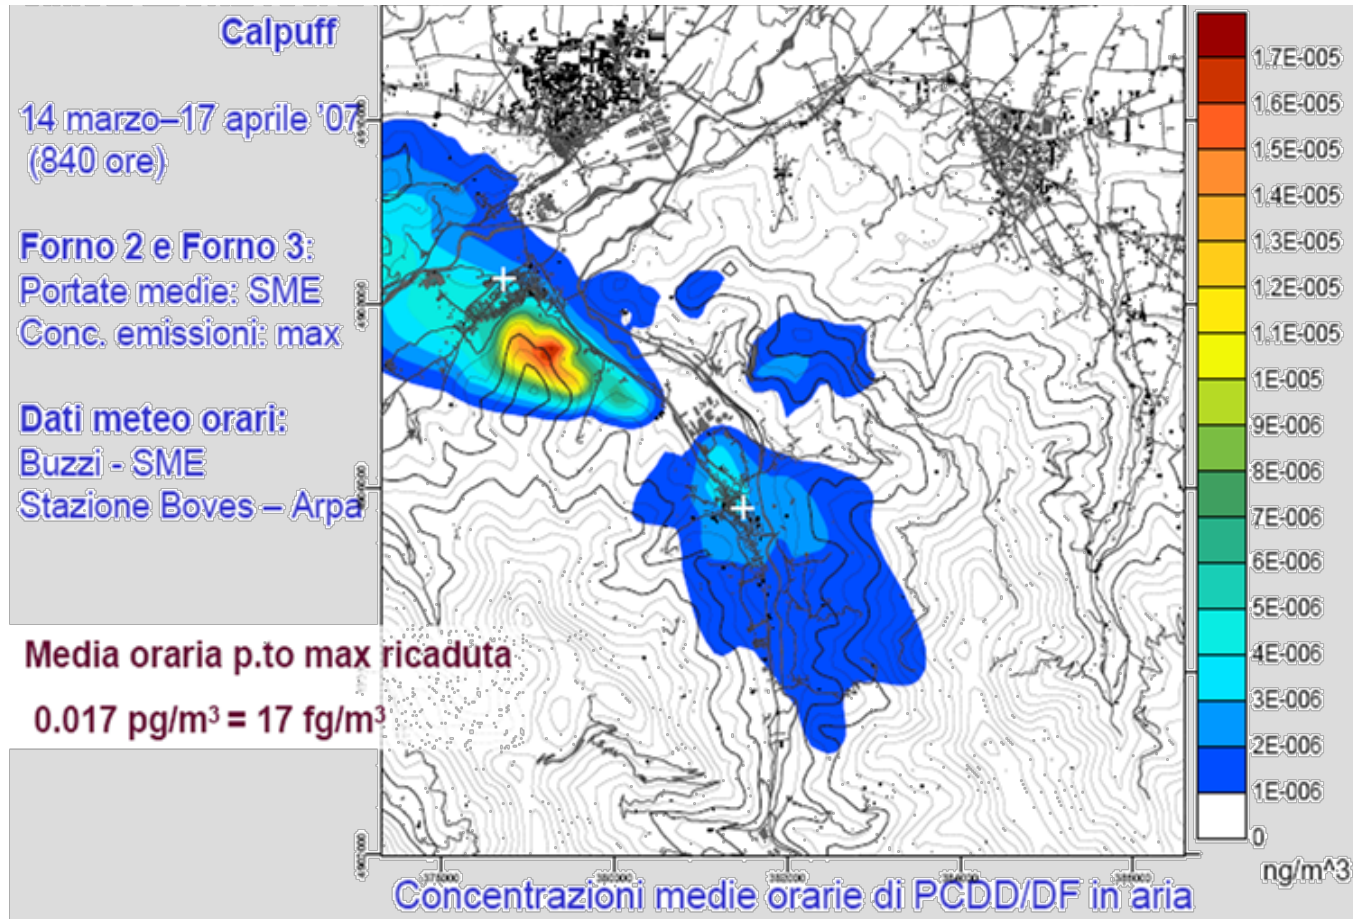 Calpuff
14 marzo–17 aprile '07
(840 ore)
Forno 2 e Forno 3:
Portate medie: SME
Conc. emissioni: max
Dati meteo orari:
Buzzi - SME
Stazione Boves – Arpa
Media oraria p.to max ricaduta
0.017 pg/m³ = 17 fg/m³
1.7E-005
1.6E-005
1.5E-005
1.4E-005
1.3E-005
1.2E-005
1.1E-005
1E-005
9E-006
8E-006
7E-006
6E-006
5E-006
4E-006
3E-006
2E-006
1E-006
0
ng/m^3
Concentrazioni medie orarie di PCDD/DF in aria